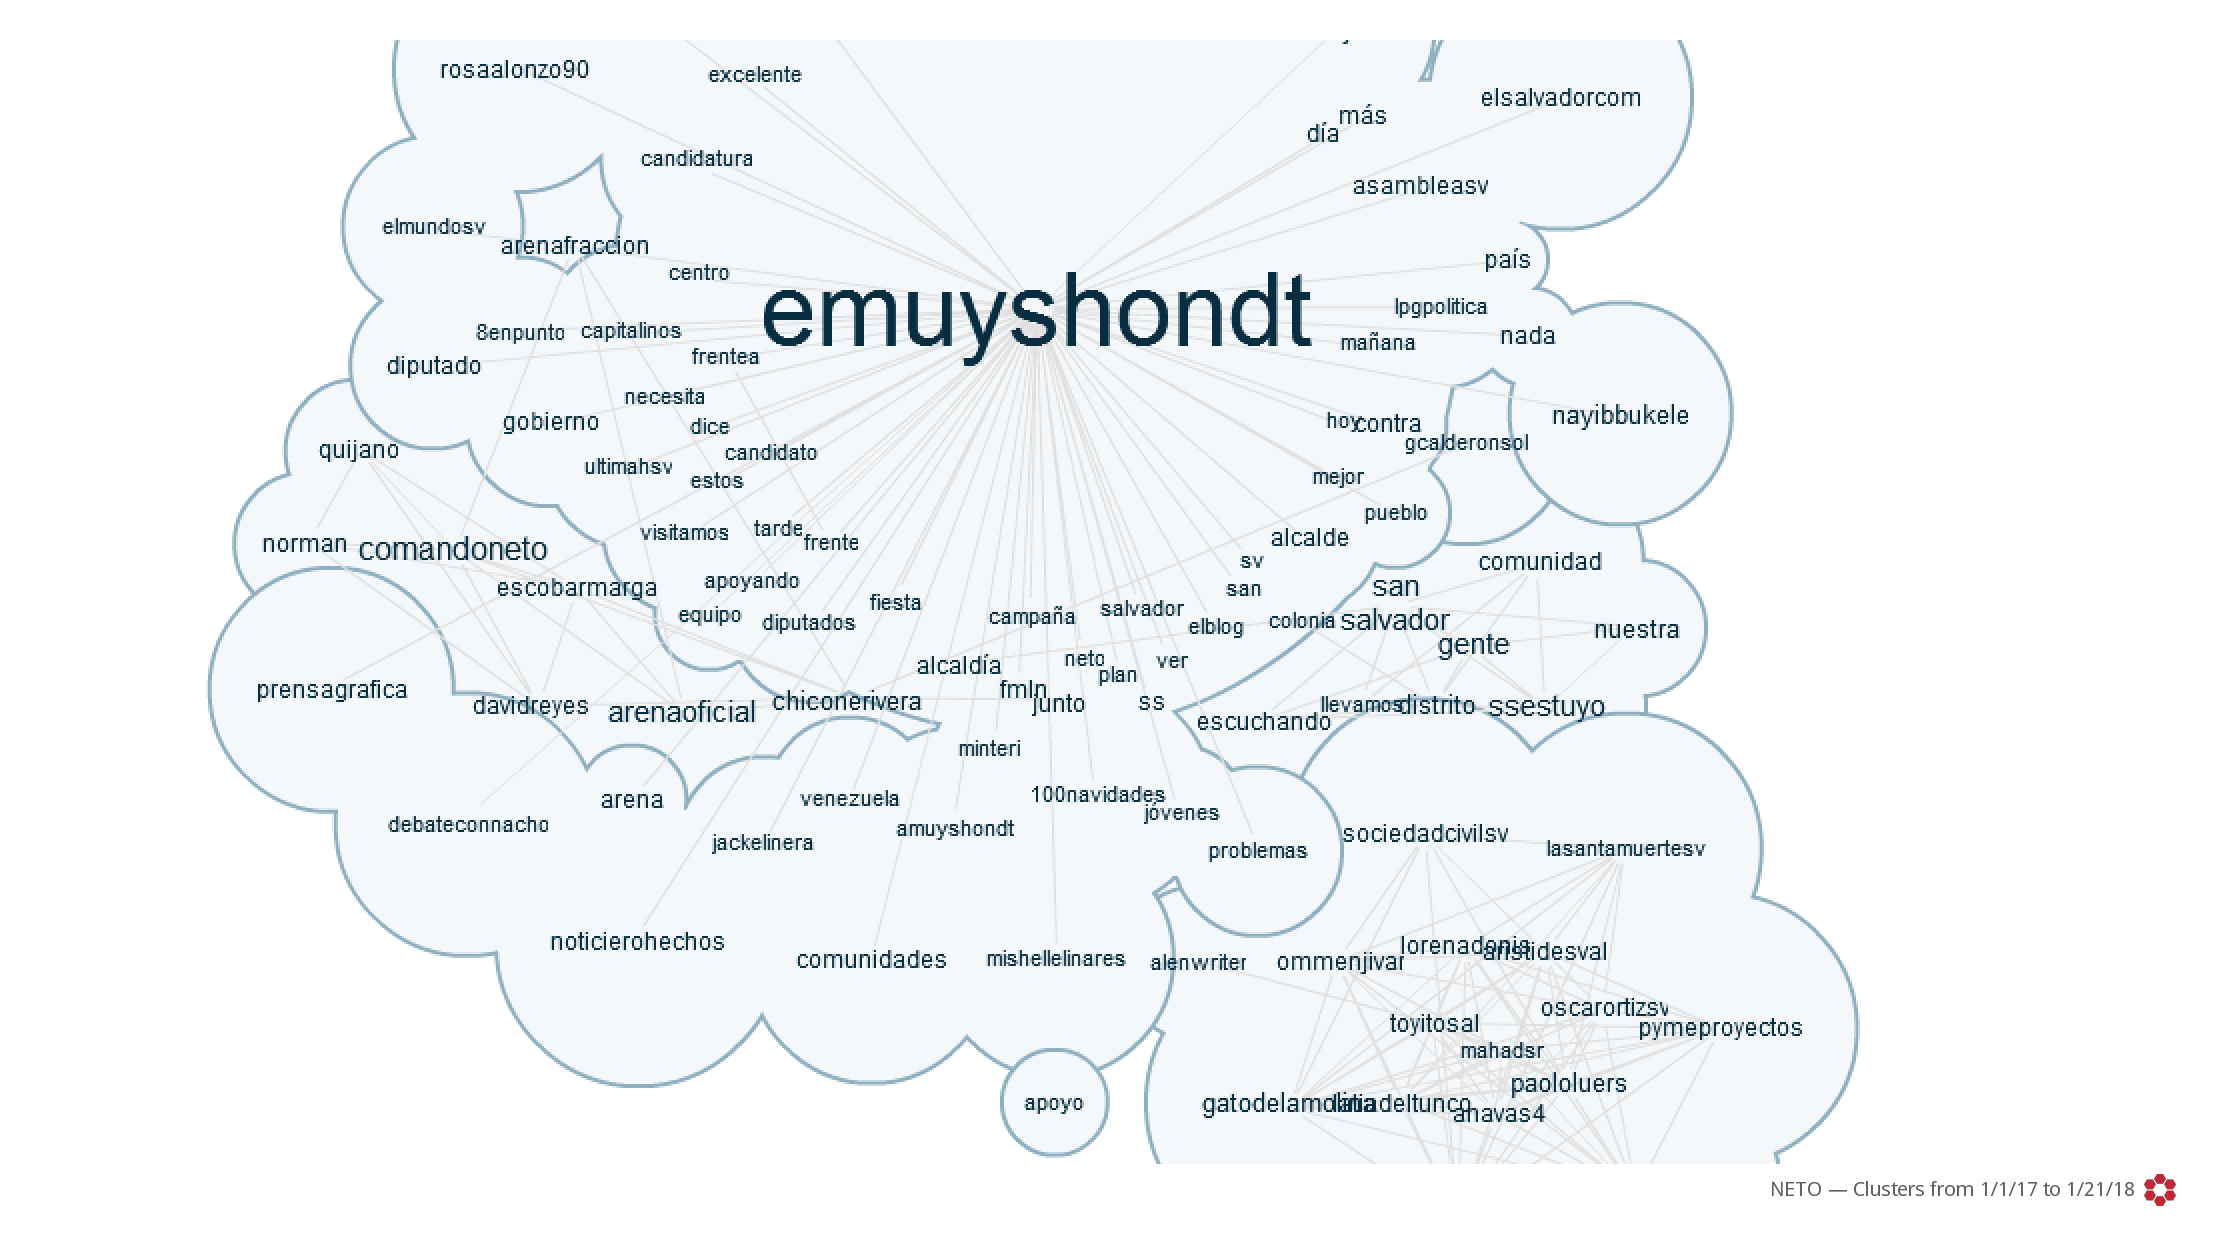 rosaalonzo90
excelente
elsalvadorcom
más
día
candidatura
asambleasv
elmundosv
arenafraccion
centro
país
emuyshondt
lpgpolitica
8enpunto
capitalinos
nada
mañana
frentea
diputado
necesita
gobierno
dice
hoy
contra
nayibbukele
gcalderonsol
quijano
candidato
ultimahsv
estos
mejor
pueblo
visitamos
tarde
frente
alcalde
norman
comandoneto
sv
comunidad
escobarmarga
apoyando
san
san
equipo
diputados
fiesta
campaña
salvador
elblog
colonia
salvador
nuestra
gente
alcaldía
neto
ver
plan
prensagrafica
davidreyes
arenaoficial
chiconerivera
fmln
junto
ss
escuchando
llevamos
distrito
ssestuyo
minteri
arena
venezuela
100navidades
jóvenes
debateconnacho
jackelinera
amuyshondt
problemas
sociedadcivilsv
lasantamuertesv
noticierohechos
comunidades
mishellelinares
alenwriter
ommenjivar
lorenadonis
aristidesval
oscarortizsv
toyitosal
pymeproyectos
mahadsr
paololuers
apoyo
anavas4
NETO — Clusters from 1/1/17 to 1/21/18